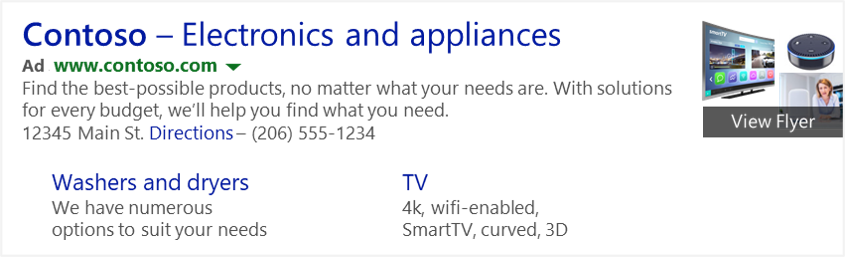 Contoso – Electronics and appliances
Ad www.contoso.com
Find the best-possible products, no matter what your needs are. With solutions
for every budget, we'll help you find what you need.
12345 Main St. Directions – (206) 555-1234
smartTV
View Flyer
Washers and dryers
We have numerous
options to suit your needs
TV
4k, wifi-enabled,
SmartTV, curved, 3D